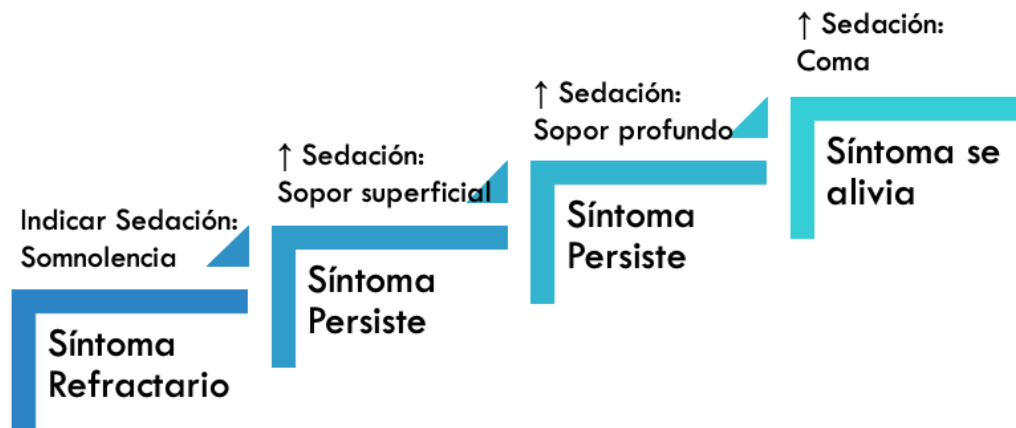 Indicar Sedación:
Somnolencia
Síntoma
Refractario
↑ Sedación:
Sopor superficial
Síntoma
Persiste
↑ Sedación:
Sopor profundo
Síntoma
Persiste
↑ Sedación:
Coma
Síntoma se
alivia